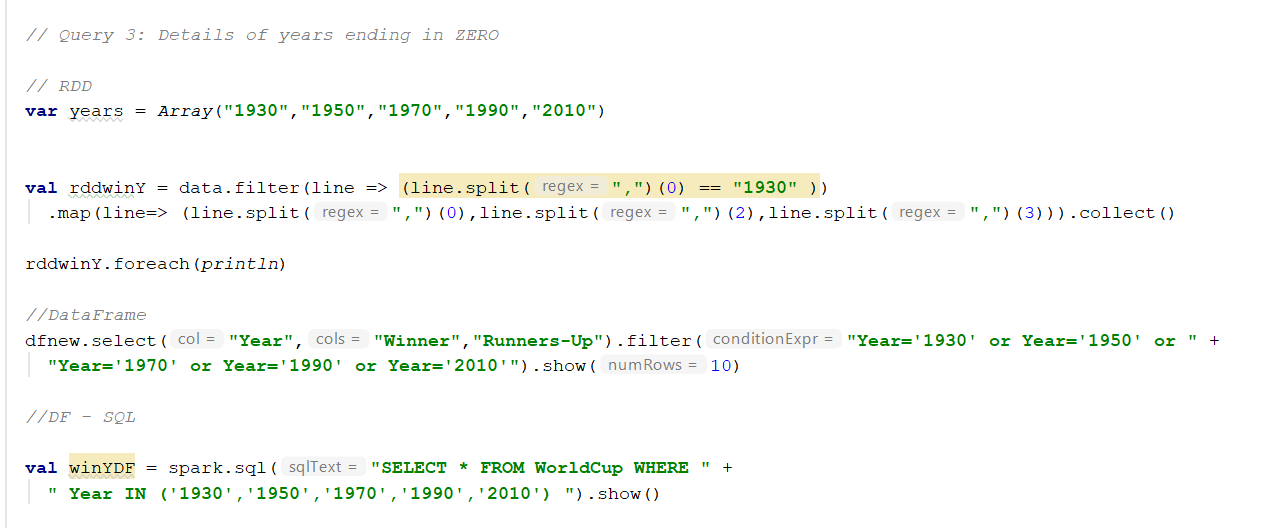 // Query 3: Details of years ending in ZERO
// RDD
var years = Array("1930","1950","1970","1990","2010")
val rddwinY = data.filter(line => (line.split( regex = ",")(0) == "1930" ))
.map(line=> (line.split( regex = ",")(0),line.split( regex = ",")(2),line.split( regex = ",")(3))).collect()
rddwinY.foreach(println)
//DataFrame
dfnew.select( col = "Year", cols = "Winner","Runners-Up").filter( conditionExpr = "Year='1930' or Year='1950' or " +
"Year='1970' or Year='1990' or Year='2010'").show( numRows = 10)
//DF - SQL
val winYDF = spark.sql( sqlText = "SELECT * FROM WorldCup WHERE " +
" Year IN ('1930','1950','1970','1990','2010') ").show()